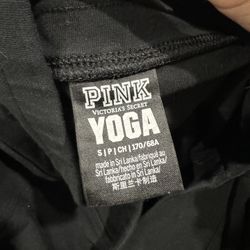 PINK
VICTORIA'S SECRET
YOGA
S | P | CH | 170/68A
made in Sri Lanka/fabriqué au
Sri Lanka/hecho en Sri Lanka/
fabricato in Sri Lanka/
斯里兰卡制造